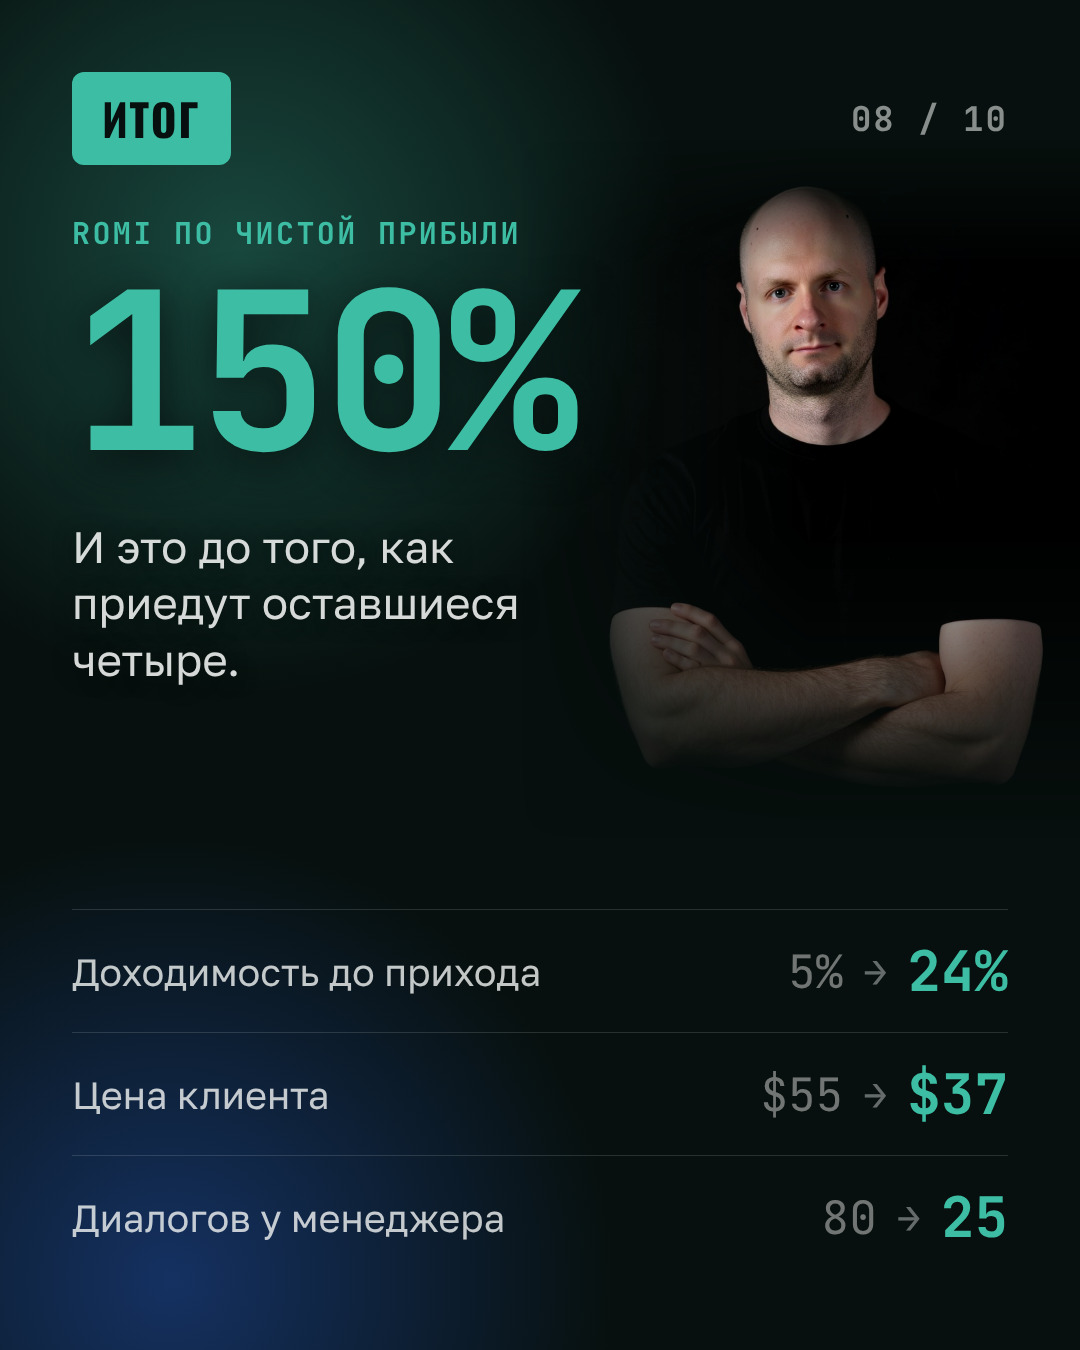 ИТОГ
08 / 10
ROMI ПО ЧИСТОЙ ПРИБЫЛИ
150%
И это до того, как
приедут оставшиеся
четыре.
Доходимость до прихода 5% → 24%
Цена клиента $55 → $37
Диалогов у менеджера 80 → 25